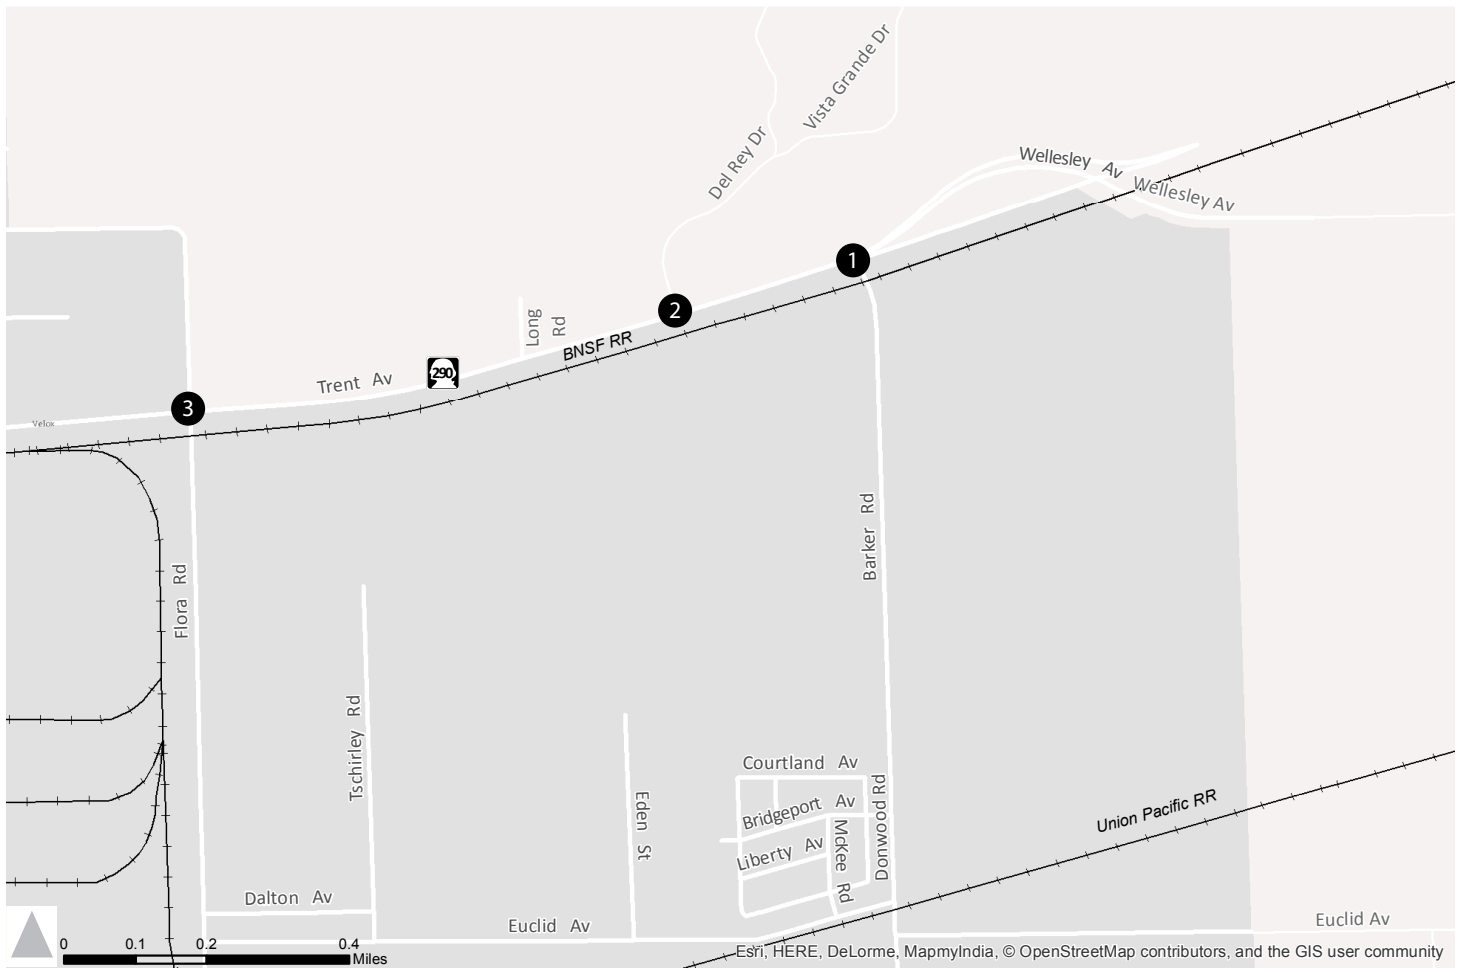 Vista Grande Dr
Del Rey Dr
Wellesley Av
Wellesley Av
1
2
Long
Rd
BNSF RR
290
Trent Av
3
Velox
Barker Rd
Flora Rd
Tschirley Rd
Courtland Av
Eden St
Bridgeport Av
Donwood Rd
Union Pacific RR
Liberty Av
McKee Rd
Dalton Av
Euclid Av
Euclid Av
0 0.1 0.2 0.4
Miles
Esri, HERE, DeLorme, MapmyIndia, © OpenStreetMap contributors, and the GIS user community